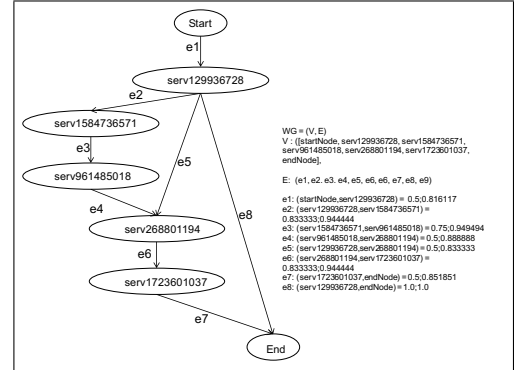 Start
e1
serv129936728
e2
serv1584736571
e3
e5
serv961485018
e4
e8
serv268801194
e6
serv1723601037
e7
End
WG = (V, E)
V : ([startNode, serv129936728, serv1584736571,
serv961485018, serv268801194, serv1723601037,
endNode],
E: (e1, e2. e3. e4, e5, e6, e6, e7, e8, e9)
e1: (startNode,serv129936728) = 0.5;0.816117
e2: (serv129936728,serv1584736571) =
0.833333;0.944444
e3: (serv1584736571,serv961485018) = 0.75;0.949494
e4: (serv961485018,serv268801194) = 0.5;0.888888
e5: (serv129936728,serv268801194) = 0.5;0.833333
e6: (serv268801194,serv1723601037) =
0.833333;0.944444
e7: (serv1723601037,endNode) = 0.5;0.851851
e8: (serv129936728,endNode) = 1.0;1.0